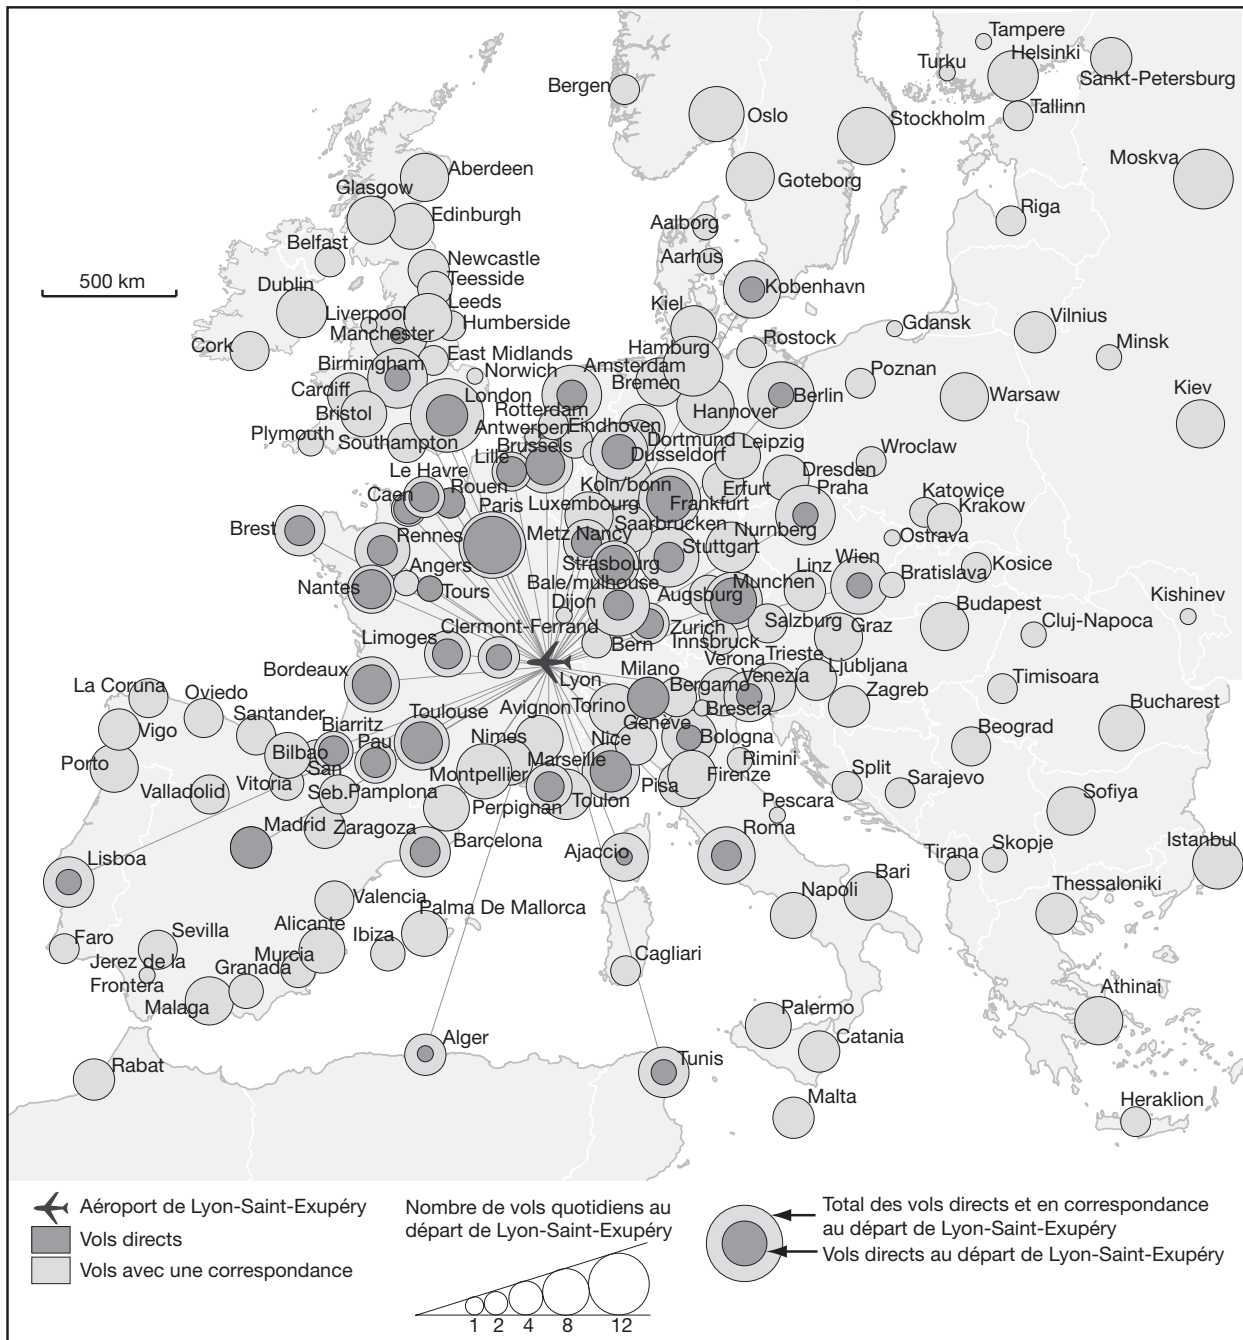 Tampere
Helsinki
Turku
Sankt-Petersburg
Bergen
Tallinn
Oslo
Stockholm
Moskva
Aberdeen
Goteborg
Glasgow
Edinburgh
Riga
Aalborg
Belfast
Newcastle
Aarhus
500 km
Teesside
Dublin
Kobenhavn
Leeds
Kiel
Liverpool
Humberside
Gdansk
Vilnius
Manchester
Rostock
Cork
Hamburg
Minsk
East Midlands
Birmingham
Amsterdam
Norwich
Bremen
Poznan
Cardiff
London
Berlin
Warsaw
Kiev
Bristol
Rotterdam
Hannover
Plymouth
Antwerpen
Eindhoven
Southampton
Brussels
Dortmund
Leipzig
Wroclaw
Lille
Dusseldorf
Le Havre
Dresden
Koln/bonn
Erfurt
Praha
Katowice
Caen
Rouen
Luxembourg
Frankfurt
Krakow
Paris
Brest
Saarbrucken
Rennes
Metz Nancy
Nurnberg
Ostrava
Stuttgart
Strasbourg
Linz
Wien
Kosice
Angers
Bale/mulhouse
Munchen
Bratislava
Nantes
Tours
Augsburg
Dijon
Budapest
Kishinev
Clermont-Ferrand
Zurich
Salzburg
Graz
Cluj-Napoca
Limoges
Innsbruck
Bern
Trieste
Verona
Bordeaux
Lyon
Milano
Venezia
Ljubljana
Timisoara
La Coruna
Oviedo
Bergamo
Zagreb
Bucharest
Santander
Toulouse
Avignon
Torino
Brescia
Vigo
Biarritz
Genève
Beograd
Bilbao
Pau
Nimes
Nice
Bologna
Porto
San
Seb.
Marseille
Rimini
Vitoria
Montpellier
Firenze
Split
Sarajevo
Valladolid
Pamplona
Pisa
Perpignan
Toulon
Pescara
Sofiya
Madrid
Zaragoza
Barcelona
Roma
Skopje
Istanbul
Lisboa
Ajaccio
Tirana
Bari
Thessaloniki
Valencia
Napoli
Palma De Mallorca
Sevilla
Alicante
Ibiza
Faro
Murcia
Cagliari
Jerez de la
Frontera
Granada
Athinai
Malaga
Palermo
Catania
Alger
Tunis
Rabat
Malta
Heraklion
Aéroport de Lyon-Saint-Exupéry
Vols directs
Vols avec une correspondance
Nombre de vols quotidiens au
départ de Lyon-Saint-Exupéry
1 2 4 8 12
Total des vols directs et en correspondance
au départ de Lyon-Saint-Exupéry
Vols directs au départ de Lyon-Saint-Exupéry